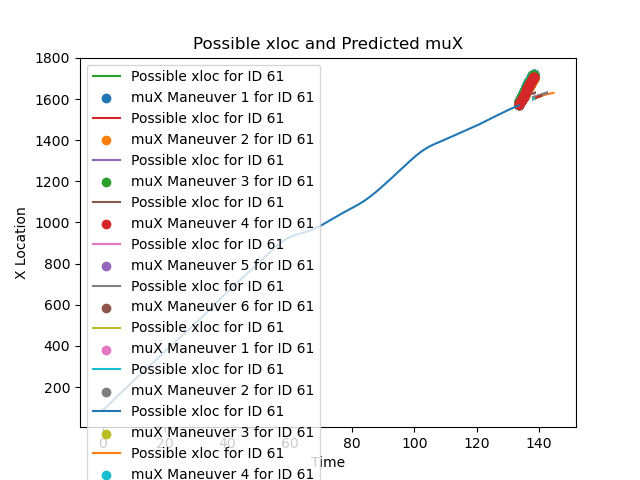 Possible xloc and Predicted muX
1800
1600
1400
1200
1000
800
600
400
200
X Location
Possible xloc for ID 61
muX Maneuver 1 for ID 61
Possible xloc for ID 61
muX Maneuver 2 for ID 61
Possible xloc for ID 61
muX Maneuver 3 for ID 61
Possible xloc for ID 61
muX Maneuver 4 for ID 61
Possible xloc for ID 61
muX Maneuver 5 for ID 61
Possible xloc for ID 61
muX Maneuver 6 for ID 61
Possible xloc for ID 61
muX Maneuver 1 for ID 61
Possible xloc for ID 61
muX Maneuver 2 for ID 61
Possible xloc for ID 61
muX Maneuver 3 for ID 61
Possible xloc for ID 61
muX Maneuver 4 for ID 61
0 20 40 60 80 100 120 140
Time